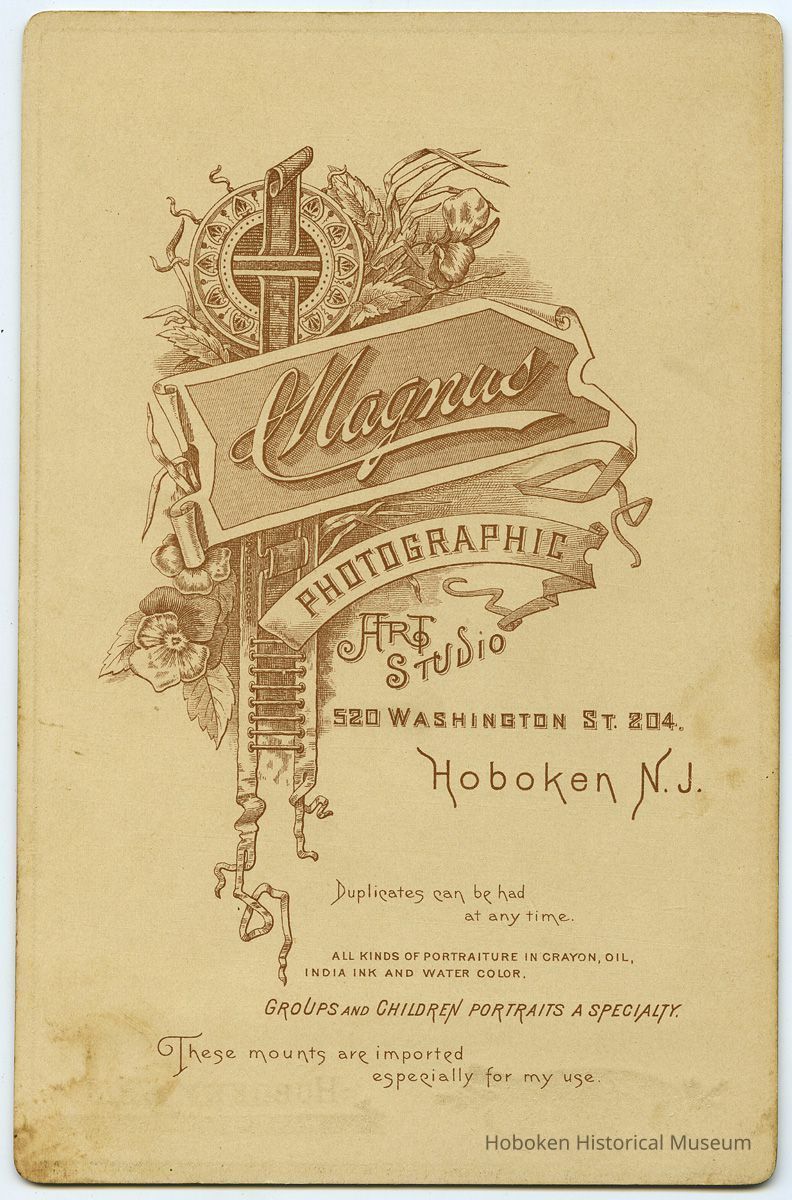 Magnus
PHOTOGRAPHIC
ART
STUDIO
520 WASHINGTON ST. 204.
Hoboken N.J.
Duplicates can be had
at any time.
ALL KINDS OF PORTRAITURE IN CRAYON, OIL,
INDIA INK AND WATER COLOR.
GROUPS AND CHILDREN PORTRAITS A SPECIALTY.
These mounts are imported
especially for my use.
Hoboken Historical Museum